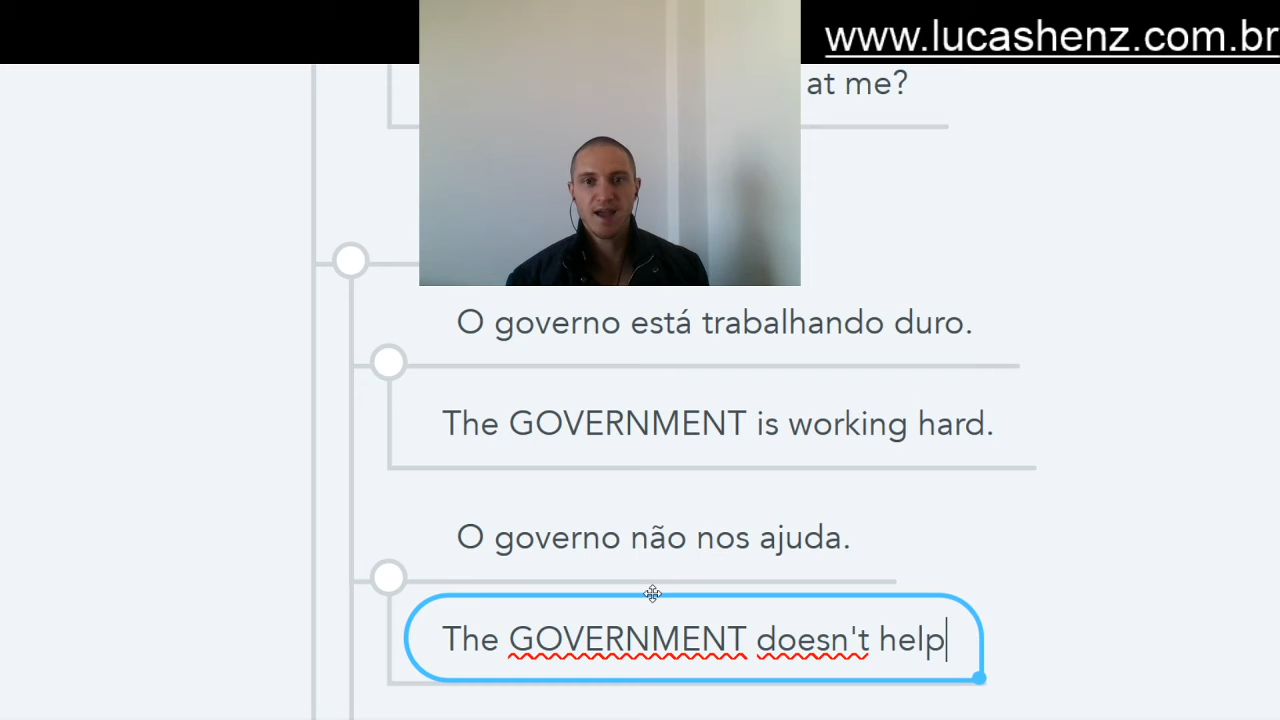 www.lucashenz.com.br
at me?
O governo está trabalhando duro.
The GOVERNMENT is working hard.
O governo não nos ajuda.
The GOVERNMENT doesn't help